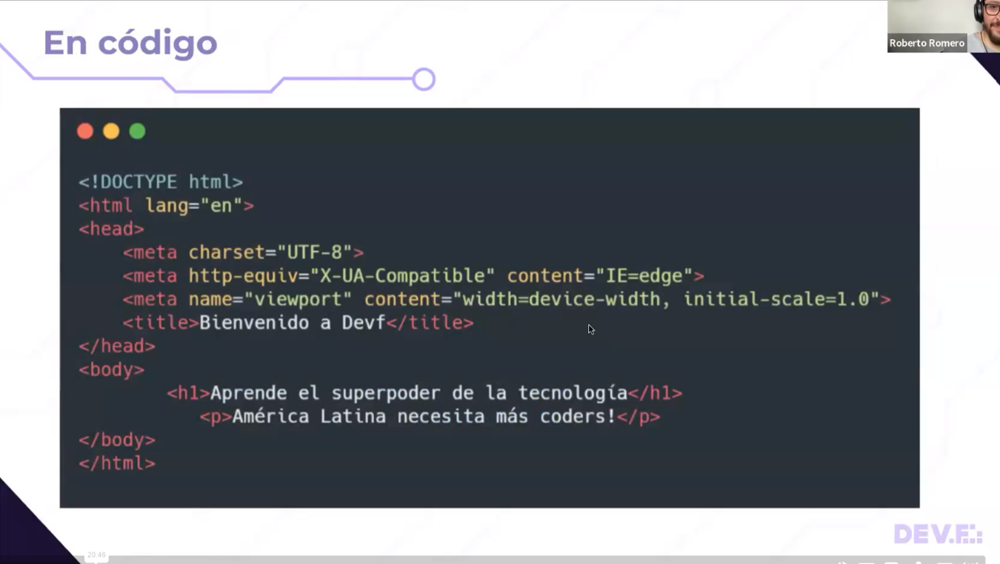 En código
Roberto Romero
<!DOCTYPE html>
<html lang="en">
<head>
    <meta charset="UTF-8">
    <meta http-equiv="X-UA-Compatible" content="IE=edge">
    <meta name="viewport" content="width=device-width, initial-scale=1.0">
    <title>Bienvenido a Devf</title>
</head>
<body>
        <h1>Aprende el superpoder de la tecnología</h1>
           <p>América Latina necesita más coders!</p>
</body>
</html>
DEV.F
20:46